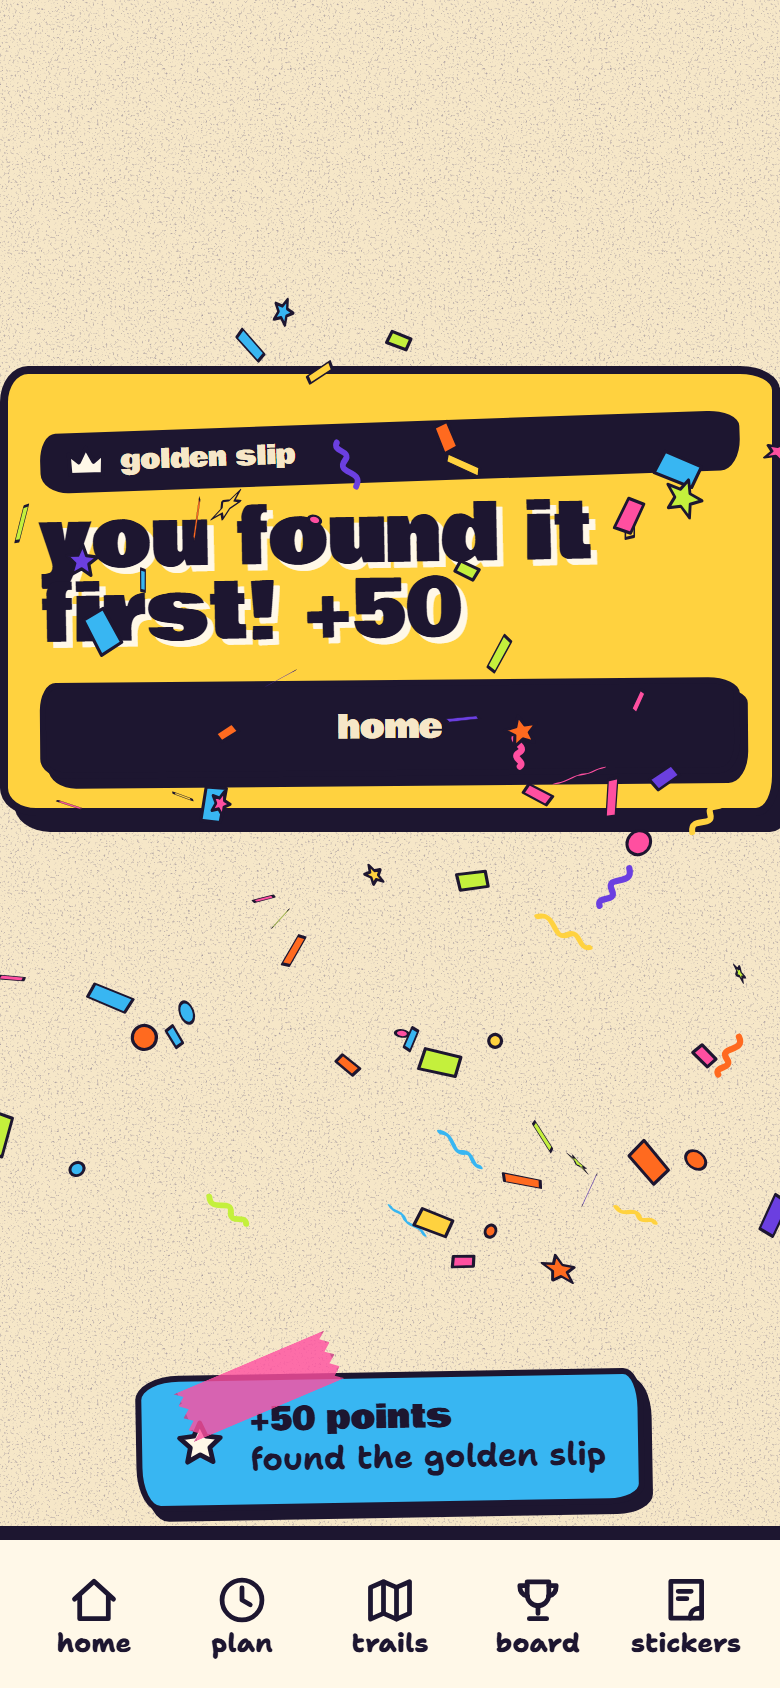 golden slip
you found it
first! +50
home
+50 points
found the golden slip
home
plan
trails
board
stickers